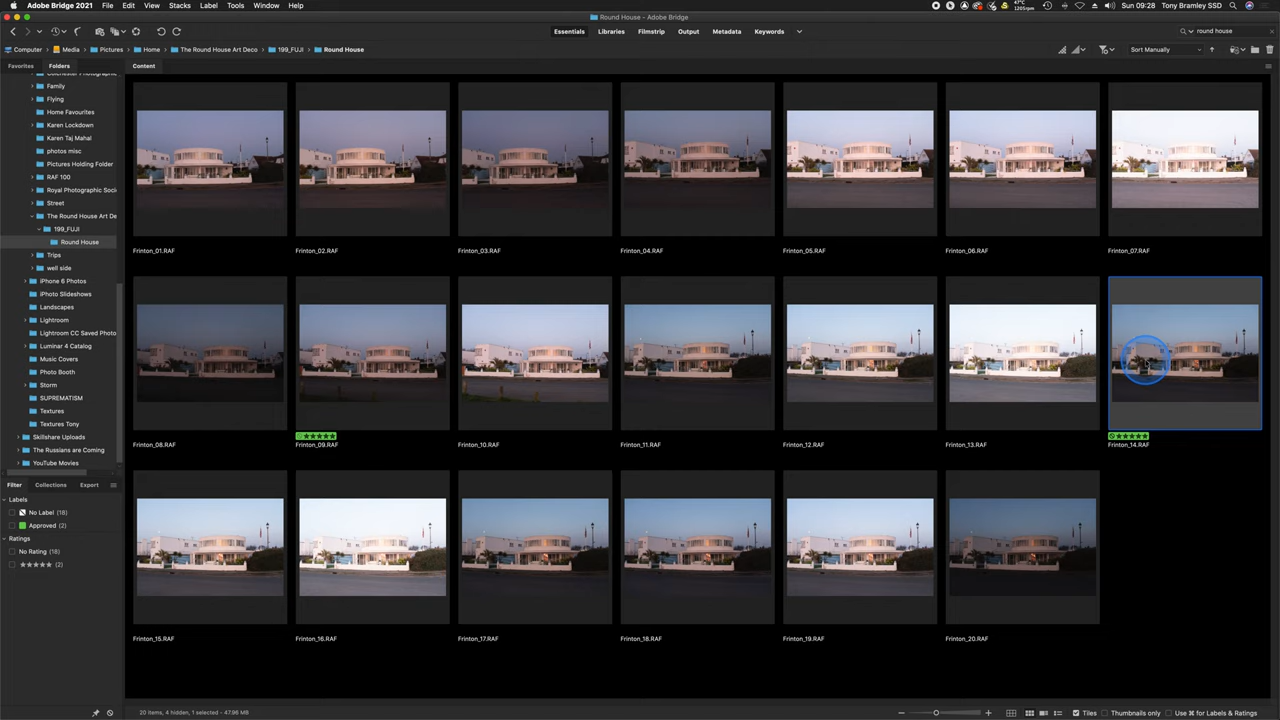 Adobe Bridge 2021 File Edit View Stacks Label Tools Window Help Sun 09:28 Tony Bramley SSD
Round House - Adobe Bridge
Essentials Libraries Filmstrip Output Metadata Keywords round house
Computer Media Pictures Home The Round House Art Deco 199_FUJI Round House Sort Manually
Favorites Folders Content
Family
Flying
Home Favourites
Karen Lockdown
Karen Taj Mahal
photos misc
Pictures Holding Folder
RAF 100
Royal Photographic Soci
Street
The Round House Art De
199_FUJI
Round House
Trips
well side
iPhone 6 Photos
iPhoto Slideshows
Landscapes
Lightroom
Lightroom CC Saved Photo
Luminar 4 Catalog
Music Covers
Photo Booth
Storm
SUPREMATISM
Textures
Textures Tony
Skillshare Uploads
The Russians are Coming
YouTube Movies
Filter Collections Export
Labels
No Label (18)
Approved (2)
Ratings
No Rating (18)
★★★★★ (2)
Frinton_01.RAF Frinton_02.RAF Frinton_03.RAF Frinton_04.RAF Frinton_05.RAF Frinton_06.RAF Frinton_07.RAF
Frinton_08.RAF Frinton_09.RAF Frinton_10.RAF Frinton_11.RAF Frinton_12.RAF Frinton_13.RAF Frinton_14.RAF
Frinton_15.RAF Frinton_16.RAF Frinton_17.RAF Frinton_18.RAF Frinton_19.RAF Frinton_20.RAF
20 items, 4 hidden, 1 selected - 47.96 MB Tiles Thumbnails only Use ⌘ for Labels & Ratings